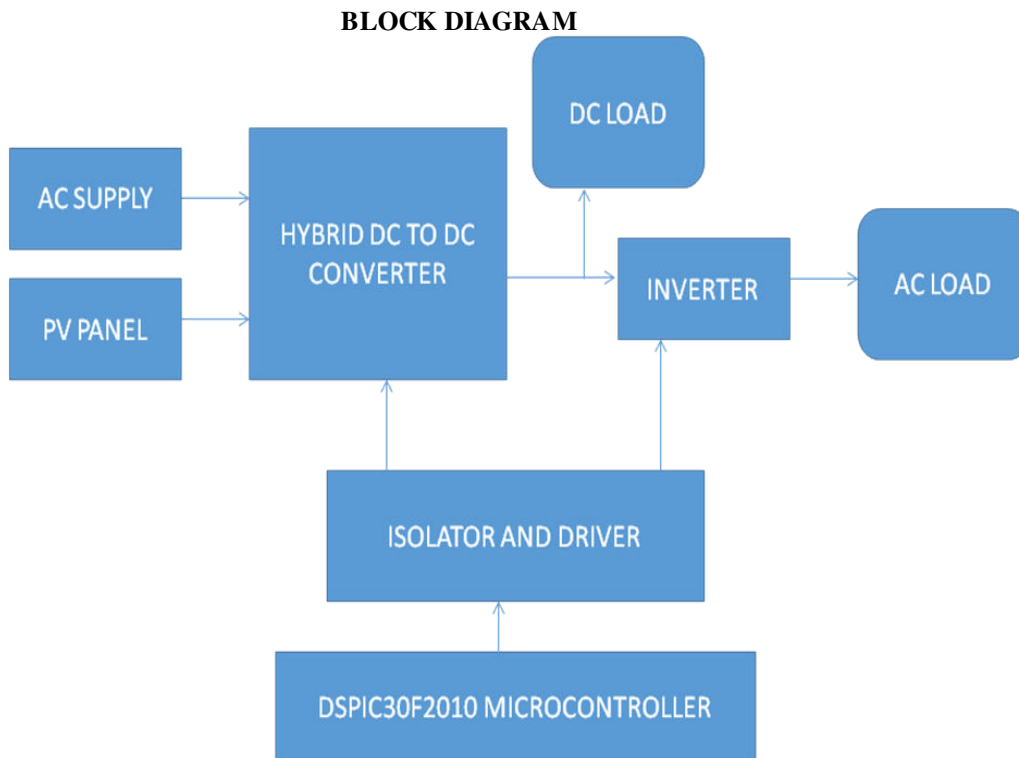 BLOCK DIAGRAM
DC LOAD
AC SUPPLY
HYBRID DC TO DC
CONVERTER
INVERTER
AC LOAD
PV PANEL
ISOLATOR AND DRIVER
DSPIC30F2010 MICROCONTROLLER